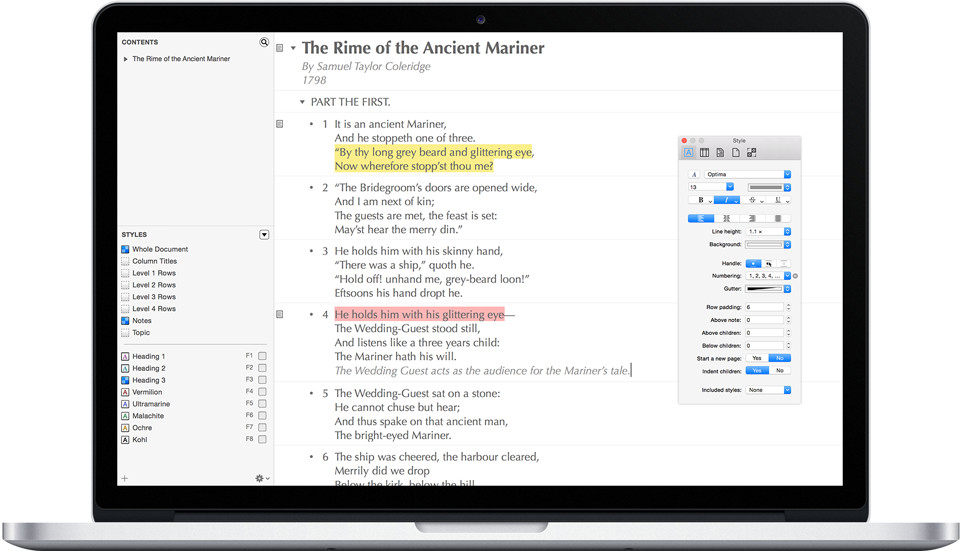 CONTENTS
The Rime of the Ancient Mariner
STYLES
Whole Document
Column Titles
Level 1 Rows
Level 2 Rows
Level 3 Rows
Level 4 Rows
Notes
Topic
Heading 1 F1
Heading 2 F2
Heading 3 F3
Vermilion F4
Ultramarine F5
Malachite F6
Ochre F7
Kohl F8
The Rime of the Ancient Mariner
By Samuel Taylor Coleridge
1798
PART THE FIRST.
1 It is an ancient Mariner,
And he stoppeth one of three.
“By thy long grey beard and glittering eye,
Now wherefore stopp’st thou me?
2 “The Bridegroom’s doors are opened wide,
And I am next of kin;
The guests are met, the feast is set:
May’st hear the merry din.”
3 He holds him with his skinny hand,
“There was a ship,” quoth he.
“Hold off! unhand me, grey-beard loon!”
Eftsoons his hand dropt he.
4 He holds him with his glittering eye—
The Wedding-Guest stood still,
And listens like a three years child:
The Mariner hath his will.
The Wedding Guest acts as the audience for the Mariner’s tale.
5 The Wedding-Guest sat on a stone:
He cannot chuse but hear;
And thus spake on that ancient man,
The bright-eyed Mariner.
6 The ship was cheered, the harbour cleared,
Merrily did we drop
Below the kirk, below the hill
Style
A
A Optima
13
B I S U
Line height: 1.1 ×
Background:
Handle:
Numbering: 1, 2, 3, 4, ...
Gutter:
Row padding: 6
Above note: 0
Above children: 0
Below children: 0
Start a new page: Yes No
Indent children: Yes No
Included styles: None